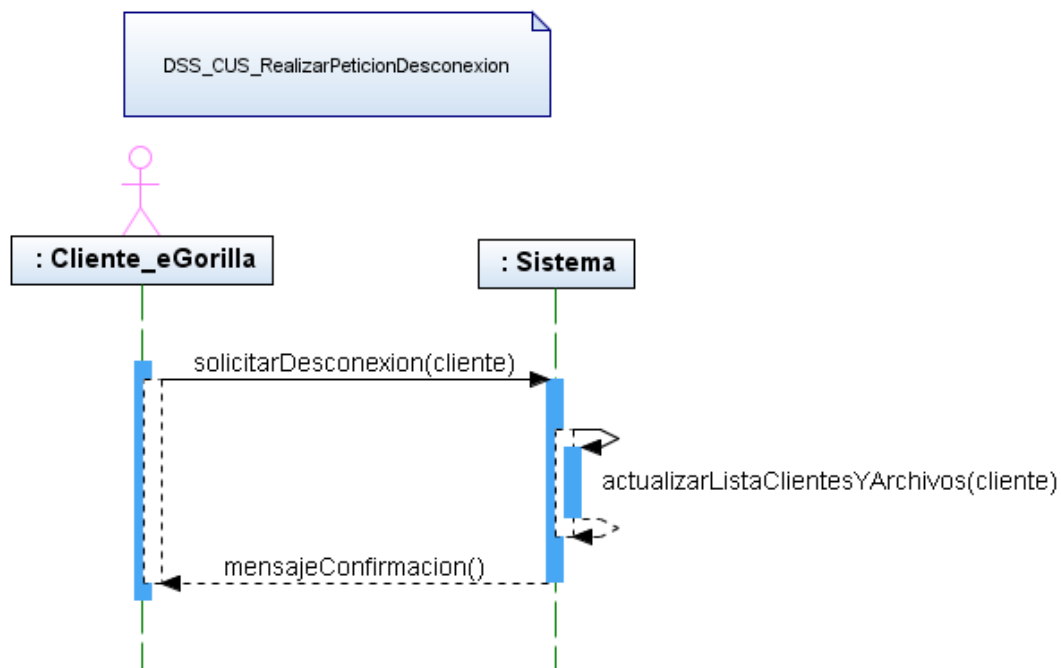 DSS_CUS_RealizarPeticionDesconexion
: Cliente_eGorilla
: Sistema
solicitarDesconexion(cliente)
actualizarListaClientesYArchivos(cliente)
mensajeConfirmacion()